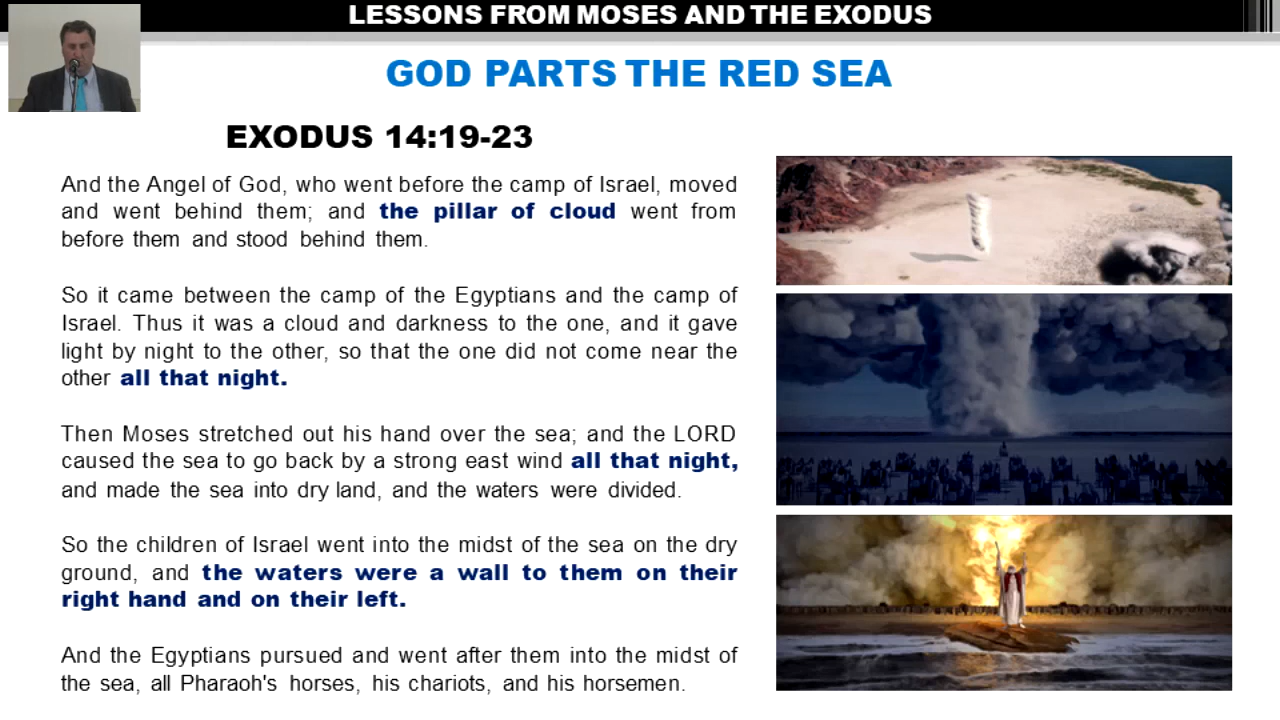 LESSONS FROM MOSES AND THE EXODUS
GOD PARTS THE RED SEA
EXODUS 14:19-23
And the Angel of God, who went before the camp of Israel, moved
and went behind them; and the pillar of cloud went from
before them and stood behind them.
So it came between the camp of the Egyptians and the camp of
Israel. Thus it was a cloud and darkness to the one, and it gave
light by night to the other, so that the one did not come near the
other all that night.
Then Moses stretched out his hand over the sea; and the LORD
caused the sea to go back by a strong east wind all that night,
and made the sea into dry land, and the waters were divided.
So the children of Israel went into the midst of the sea on the dry
ground, and the waters were a wall to them on their
right hand and on their left.
And the Egyptians pursued and went after them into the midst of
the sea, all Pharaoh's horses, his chariots, and his horsemen.